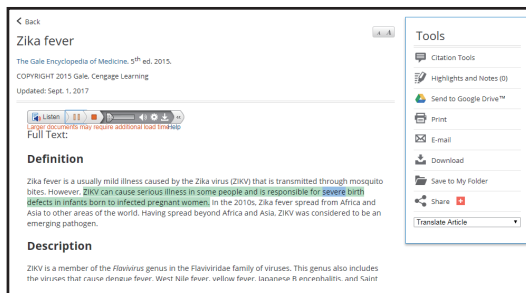 Back
Zika fever
The Gale Encyclopedia of Medicine. 5th ed. 2015.
COPYRIGHT 2015 Gale, Cengage Learning
Updated: Sept. 1, 2017
Listen
Larger documents may require additional load time
Help
Full Text:
Definition
Zika fever is a usually mild illness caused by the Zika virus (ZIKV) that is transmitted through mosquito
bites. However, ZIKV can cause serious illness in some people and is responsible for severe birth
defects in infants born to infected pregnant women. In the 2010s, Zika fever spread from Africa and
Asia to other areas of the world. Having spread beyond Africa and Asia. ZIKV was considered to be an
emerging pathogen.
Description
ZIKV is a member of the Flavivirus genus in the Flaviviridae family of viruses. This genus also includes
the viruses that cause dengue fever, West Nile fever, yellow fever, Japanese B encephalitis, and Saint
A A
Tools
Citation Tools
Highlights and Notes (0)
Send to Google Drive™
Print
E-mail
Download
Save to My Folder
Share
Translate Article